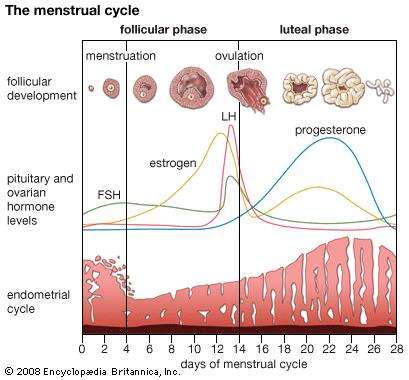 The menstrual cycle
follicular phase
luteal phase
menstruation
ovulation
follicular
development
LH
progesterone
estrogen
pituitary and
ovarian
hormone
levels
FSH
endometrial
cycle
0 2 4 6 8 10 12 14 16 18 20 22 24 26 28
days of menstrual cycle
© 2008 Encyclopædia Britannica, Inc.